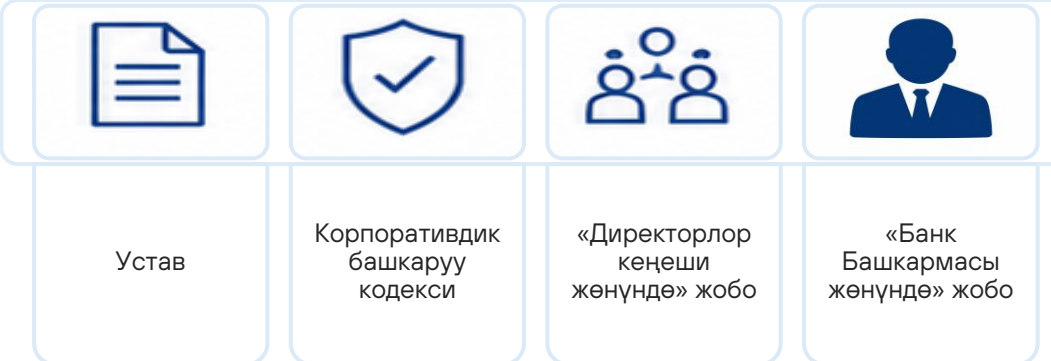 Устав
Корпоративдик
башкаруу
кодекси
«Директорлор
кеңеши
жөнүндө» жобо
«Банк
Башкармасы
жөнүндө» жобо